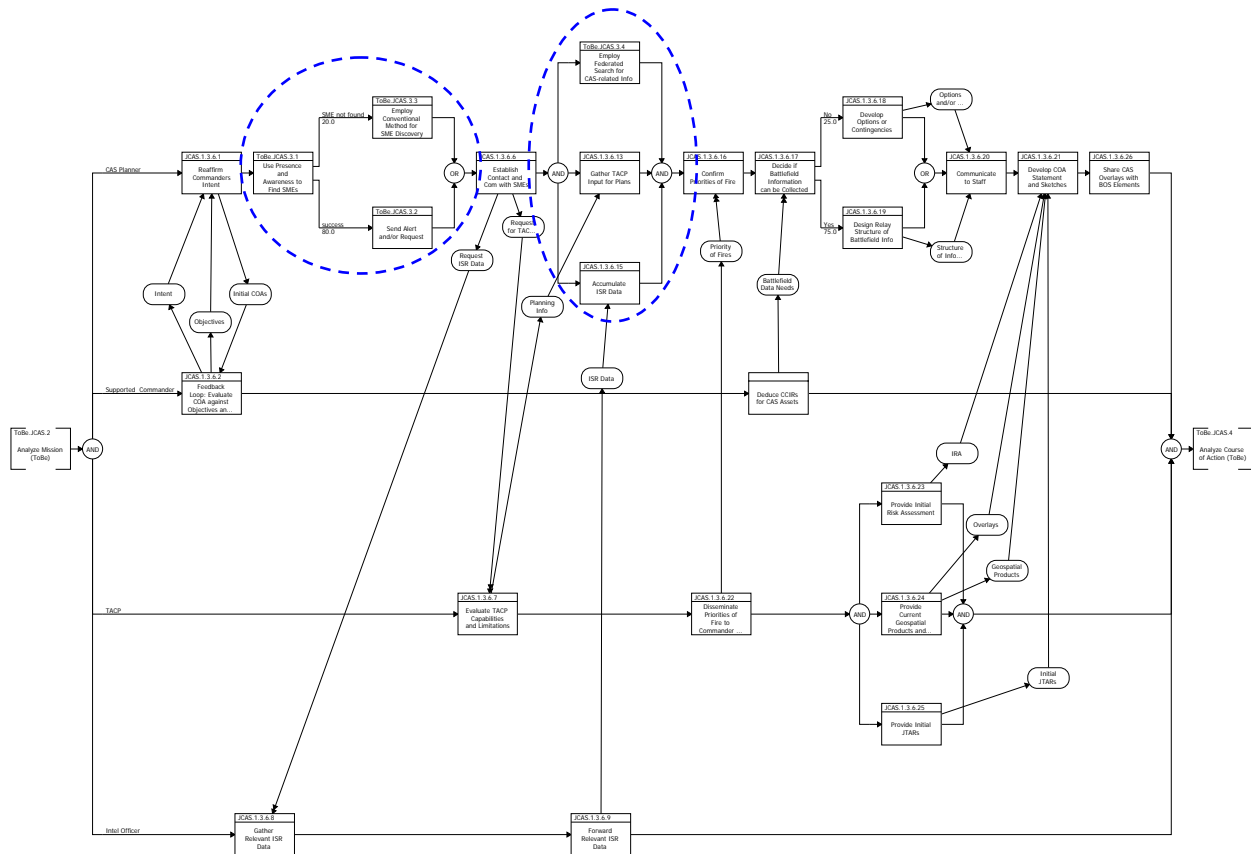 ToBe.JCAS.3.4
Employ
Federated
Search for
CAS-related Info
ToBe.JCAS.3.3
Employ
Conventional
Method for
SME Discovery
SME not found
20.0
JCAS.1.3.6.18
Develop
Options or
Contingencies
No
25.0
Options
and/or ...
CAS Planner
JCAS.1.3.6.1
Reaffirm
Commanders
Intent
ToBe.JCAS.3.1
Use Presence
and
Awareness to
Find SMEs
OR
JCAS.1.3.6.6
Establish
Contact and
Com with SMEs
AND
JCAS.1.3.6.13
Gather TACP
Input for Plans
AND
JCAS.1.3.6.16
Confirm
Priorities of Fire
JCAS.1.3.6.17
Decide if
Battlefield
Information
can be Collected
OR
JCAS.1.3.6.20
Communicate
to Staff
JCAS.1.3.6.21
Develop COA
Statement
and Sketches
JCAS.1.3.6.26
Share CAS
Overlays with
BOS Elements
success
80.0
ToBe.JCAS.3.2
Send Alert
and/or Request
Request
for TAC...
Request
ISR Data
Yes
75.0
JCAS.1.3.6.19
Design Relay
Structure of
Battlefield Info
Structure
of Info...
Priority
of Fires
JCAS.1.3.6.15
Accumulate
ISR Data
Battlefield
Data Needs
Intent
Initial COAs
Objectives
Planning
Info
ISR Data
Supported Commander
JCAS.1.3.6.2
Feedback
Loop: Evaluate
COA against
Objectives an...
Deduce CCIRs
for CAS Assets
ToBe.JCAS.2
Analyze Mission
(ToBe)
AND
AND
ToBe.JCAS.4
Analyze Course
of Action (ToBe)
IRA
JCAS.1.3.6.23
Provide Initial
Risk Assessment
Overlays
Geospatial
Products
TACP
JCAS.1.3.6.7
Evaluate TACP
Capabilities
and Limitations
JCAS.1.3.6.22
Disseminate
Priorities of
Fire to
Commander ...
AND
JCAS.1.3.6.24
Provide
Current
Geospatial
Products and...
AND
Initial
JTARs
JCAS.1.3.6.25
Provide Initial
JTARs
Intel Officer
JCAS.1.3.6.8
Gather
Relevant ISR
Data
JCAS.1.3.6.9
Forward
Relevant ISR
Data